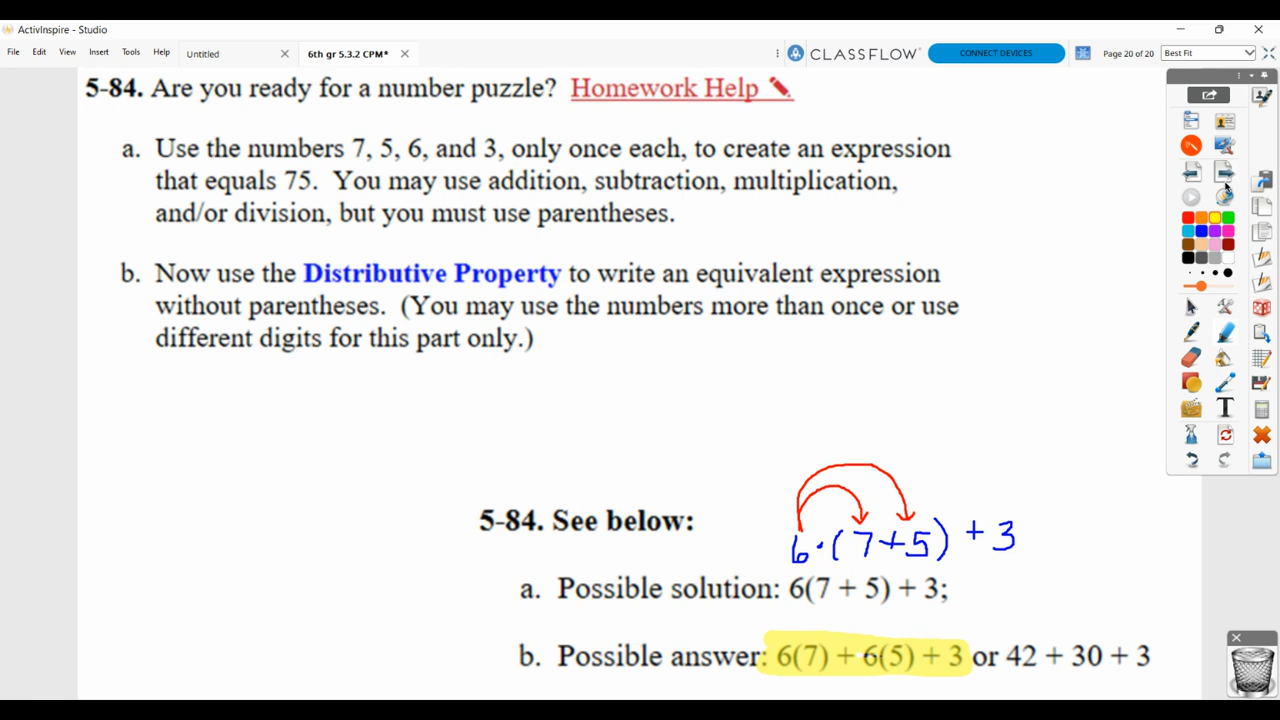 ActivInspire - Studio
File Edit View Insert Tools Help Untitled 6th gr 5.3.2 CPM* CLASSFLOW CONNECT DEVICES Page 20 of 20 Best Fit
5-84. Are you ready for a number puzzle? Homework Help
a. Use the numbers 7, 5, 6, and 3, only once each, to create an expression
that equals 75. You may use addition, subtraction, multiplication,
and/or division, but you must use parentheses.
b. Now use the Distributive Property to write an equivalent expression
without parentheses. (You may use the numbers more than once or use
different digits for this part only.)
5-84. See below:
6·(7+5) + 3
a. Possible solution: 6(7 + 5) + 3;
b. Possible answer: 6(7) + 6(5) + 3 or 42 + 30 + 3